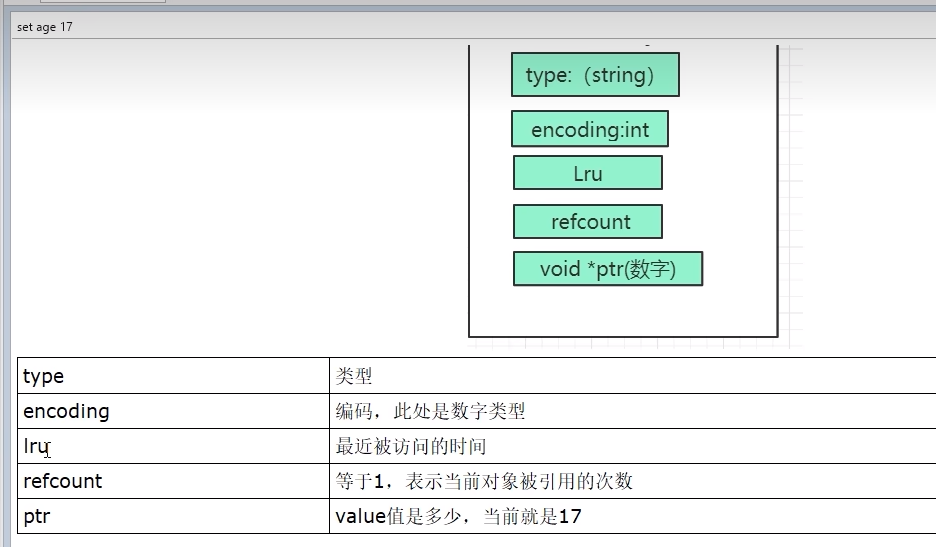 set age 17
type:（string）
encoding:int
Lru
refcount
void *ptr(数字)
type 类型
encoding 编码，此处是数字类型
lru 最近被访问的时间
refcount 等于1，表示当前对象被引用的次数
ptr value值是多少，当前就是17